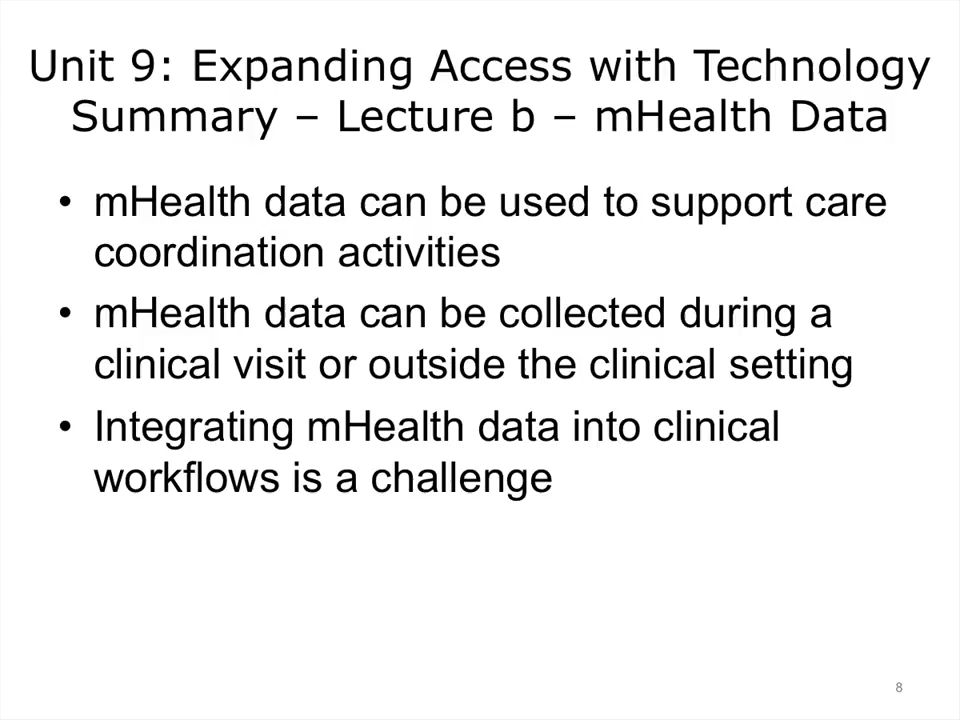 Unit 9: Expanding Access with Technology
Summary – Lecture b – mHealth Data
• mHealth data can be used to support care
coordination activities
• mHealth data can be collected during a
clinical visit or outside the clinical setting
• Integrating mHealth data into clinical
workflows is a challenge
8